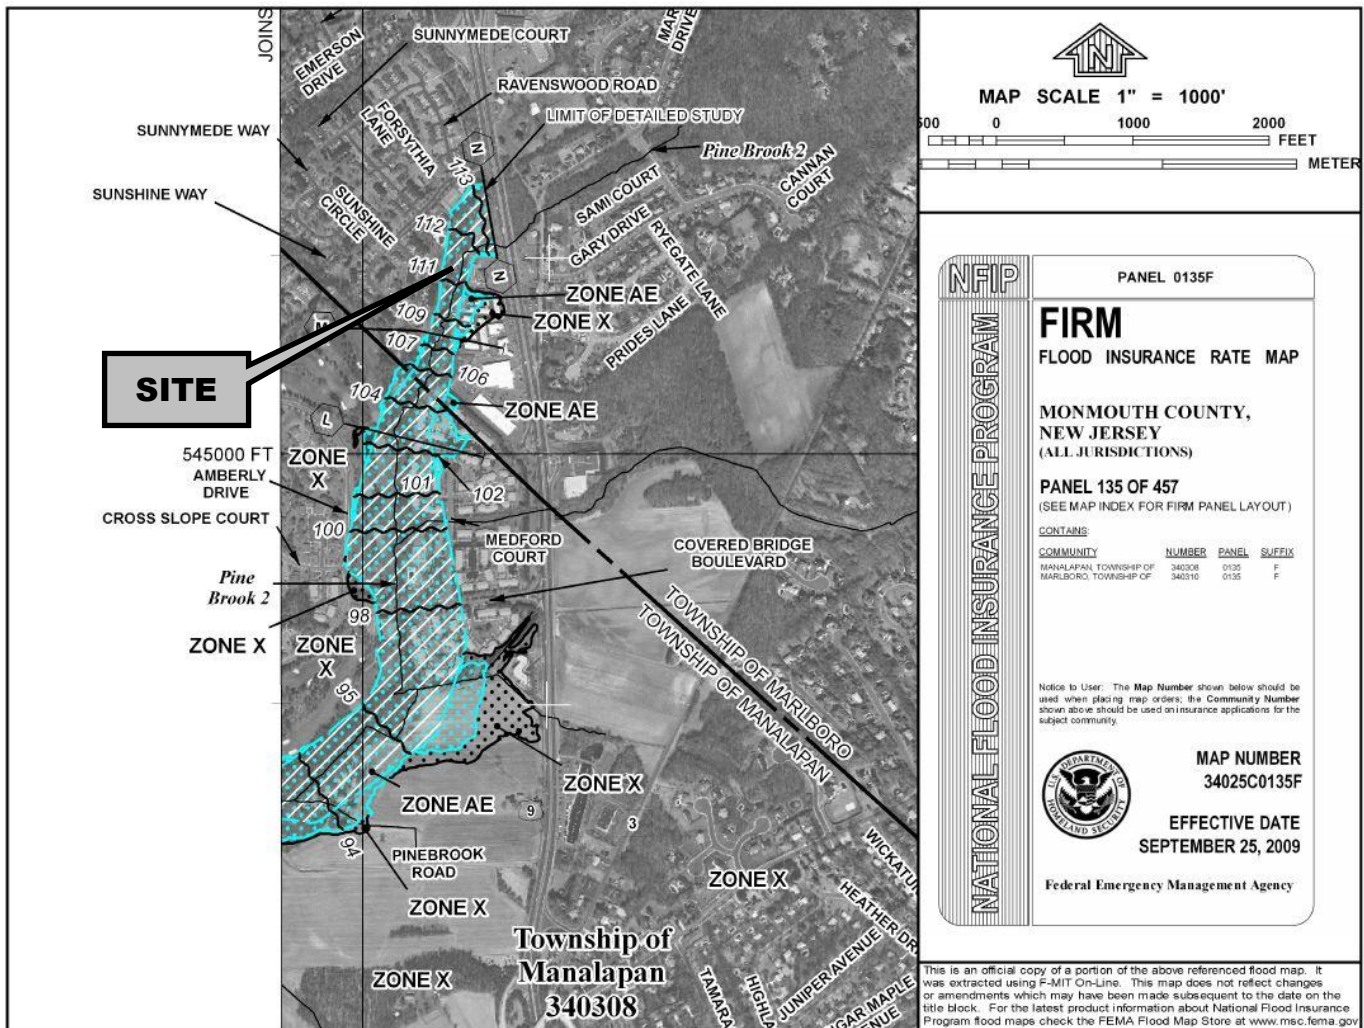 JOINS
EMERSON
DRIVE
SUNNYMEDE COURT
DRIVE
RAVENSWOOD ROAD
LIMIT OF DETAILED STUDY
FORSYTHIA
LANE
SUNNYMEDE WAY
Pine Brook 2
CANNAN
COURT
SUNSHINE WAY
SUNSHINE
CIRCLE
SAMI COURT
GARY DRIVE
RYEGATE LANE
PRIDES LANE
N
113
112
111
N
109
107
106
104
M
ZONE AE
ZONE X
SITE
ZONE AE
L
545000 FT
ZONE
X
AMBERLY
DRIVE
101
102
CROSS SLOPE COURT
100
MEDFORD
COURT
COVERED BRIDGE
BOULEVARD
Pine
Brook 2
98
ZONE X
ZONE
X
95
TOWNSHIP OF MARLBORO
TOWNSHIP OF MANALAPAN
ZONE X
ZONE AE
9
3
94
PINEBROOK
ROAD
ZONE X
ZONE X
HEATHER
Township of
Manalapan
340308
ZONE X
JUNIPER AVENUE
TAMARA
N
MAP SCALE 1" = 1000'
500 0 1000 2000
FEET
METER
NFIP
NATIONAL FLOOD INSURANCE PROGRAM
PANEL 0135F
FIRM
FLOOD INSURANCE RATE MAP
MONMOUTH COUNTY,
NEW JERSEY
(ALL JURISDICTIONS)
PANEL 135 OF 457
(SEE MAP INDEX FOR FIRM PANEL LAYOUT)
CONTAINS:
COMMUNITY NUMBER PANEL SUFFIX
MANALAPAN, TOWNSHIP OF 340308 0135 F
MARLBORO, TOWNSHIP OF 340310 0135 F
Notice to User: The Map Number shown below should be
used when placing map orders; the Community Number
shown above should be used on insurance applications for the
subject community.
U.S. DEPARTMENT OF
HOMELAND SECURITY
MAP NUMBER
34025C0135F
EFFECTIVE DATE
SEPTEMBER 25, 2009
Federal Emergency Management Agency
This is an official copy of a portion of the above referenced flood map. It
was extracted using F-MIT On-Line. This map does not reflect changes
or amendments which may have been made subsequent to the date on the
title block. For the latest product information about National Flood Insurance
Program flood maps check the FEMA Flood Map Store at www.msc.fema.gov